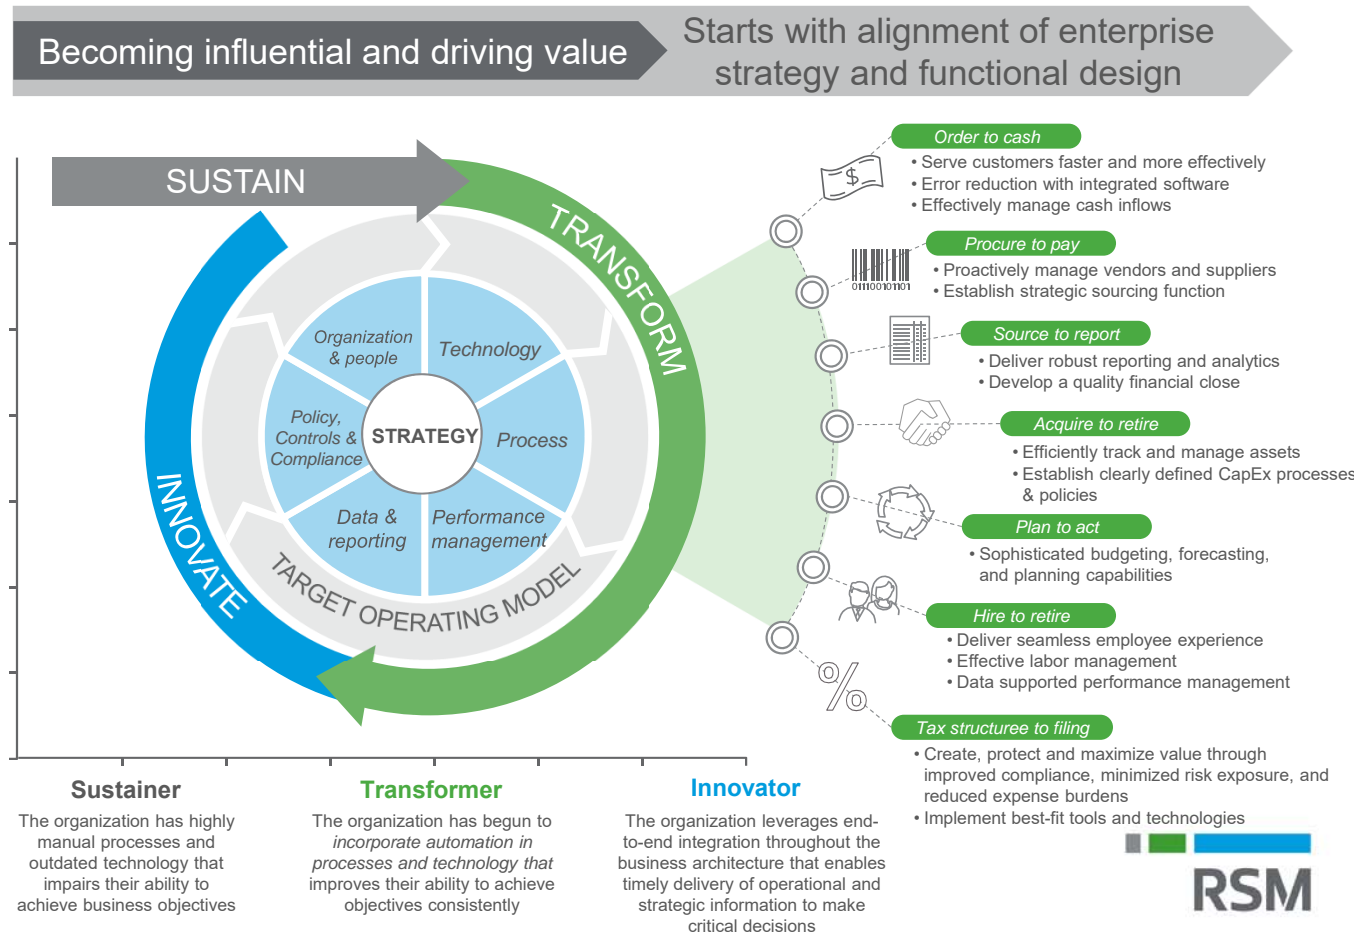 Becoming influential and driving value
Starts with alignment of enterprise
strategy and functional design
SUSTAIN
TRANSFORM
INNOVATE
Organization
& people
Technology
Policy,
Controls &
Compliance
STRATEGY
Process
Data &
reporting
Performance
management
TARGET OPERATING MODEL
$
Order to cash
• Serve customers faster and more effectively
• Error reduction with integrated software
• Effectively manage cash inflows
011100101101
Procure to pay
• Proactively manage vendors and suppliers
• Establish strategic sourcing function
Source to report
• Deliver robust reporting and analytics
• Develop a quality financial close
Acquire to retire
• Efficiently track and manage assets
• Establish clearly defined CapEx processes
& policies
Plan to act
• Sophisticated budgeting, forecasting,
and planning capabilities
Hire to retire
• Deliver seamless employee experience
• Effective labor management
• Data supported performance management
%
Tax structuree to filing
• Create, protect and maximize value through
improved compliance, minimized risk exposure, and
reduced expense burdens
• Implement best-fit tools and technologies
Sustainer
The organization has highly
manual processes and
outdated technology that
impairs their ability to
achieve business objectives
Transformer
The organization has begun to
incorporate automation in
processes and technology that
improves their ability to achieve
objectives consistently
Innovator
The organization leverages end-
to-end integration throughout the
business architecture that enables
timely delivery of operational and
strategic information to make
critical decisions
RSM